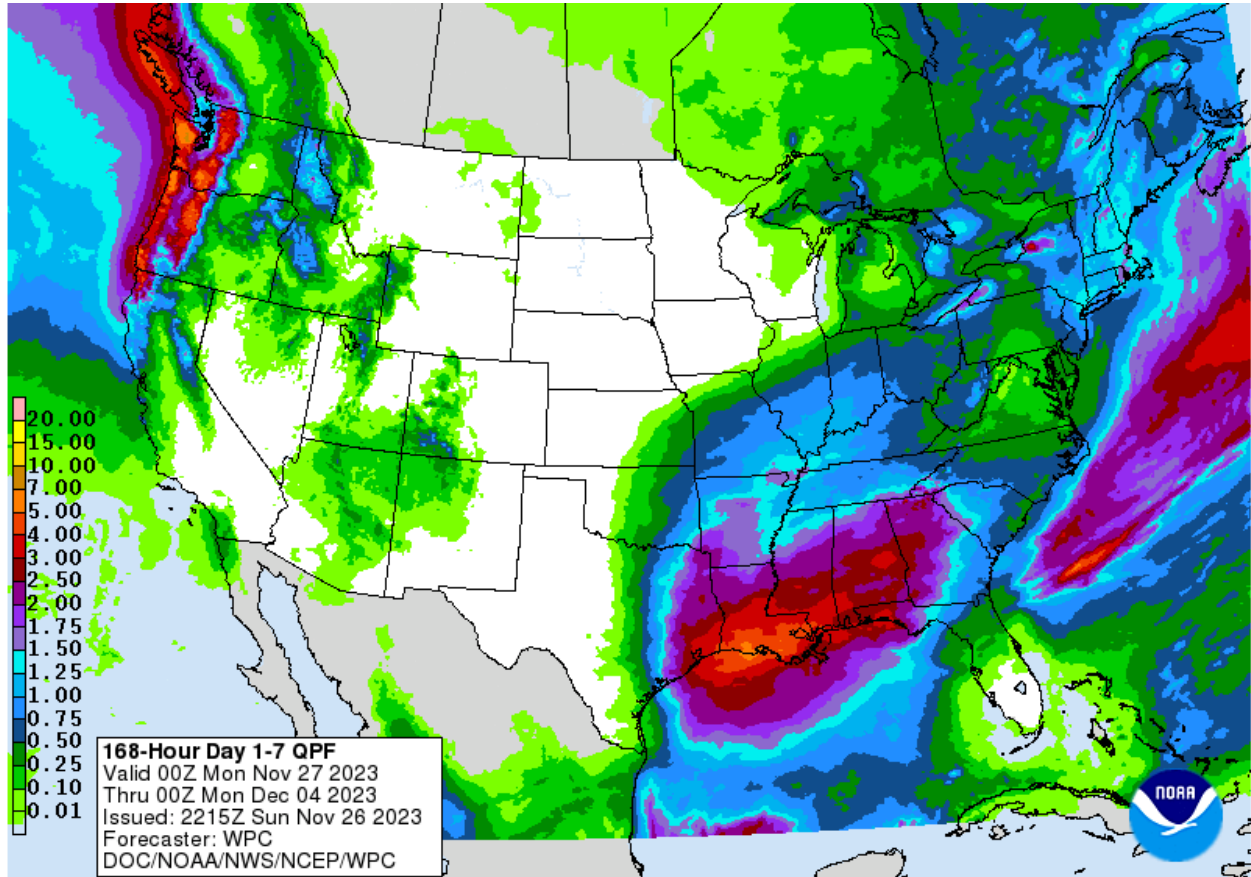 20.00
15.00
10.00
7.00
5.00
4.00
3.00
2.50
2.00
1.75
1.50
1.25
1.00
0.75
0.50
0.25
0.10
0.01
168-Hour Day 1-7 QPF
Valid 00Z Mon Nov 27 2023
Thru 00Z Mon Dec 04 2023
Issued: 2215Z Sun Nov 26 2023
Forecaster: WPC
DOC/NOAA/NWS/NCEP/WPC
NOAA